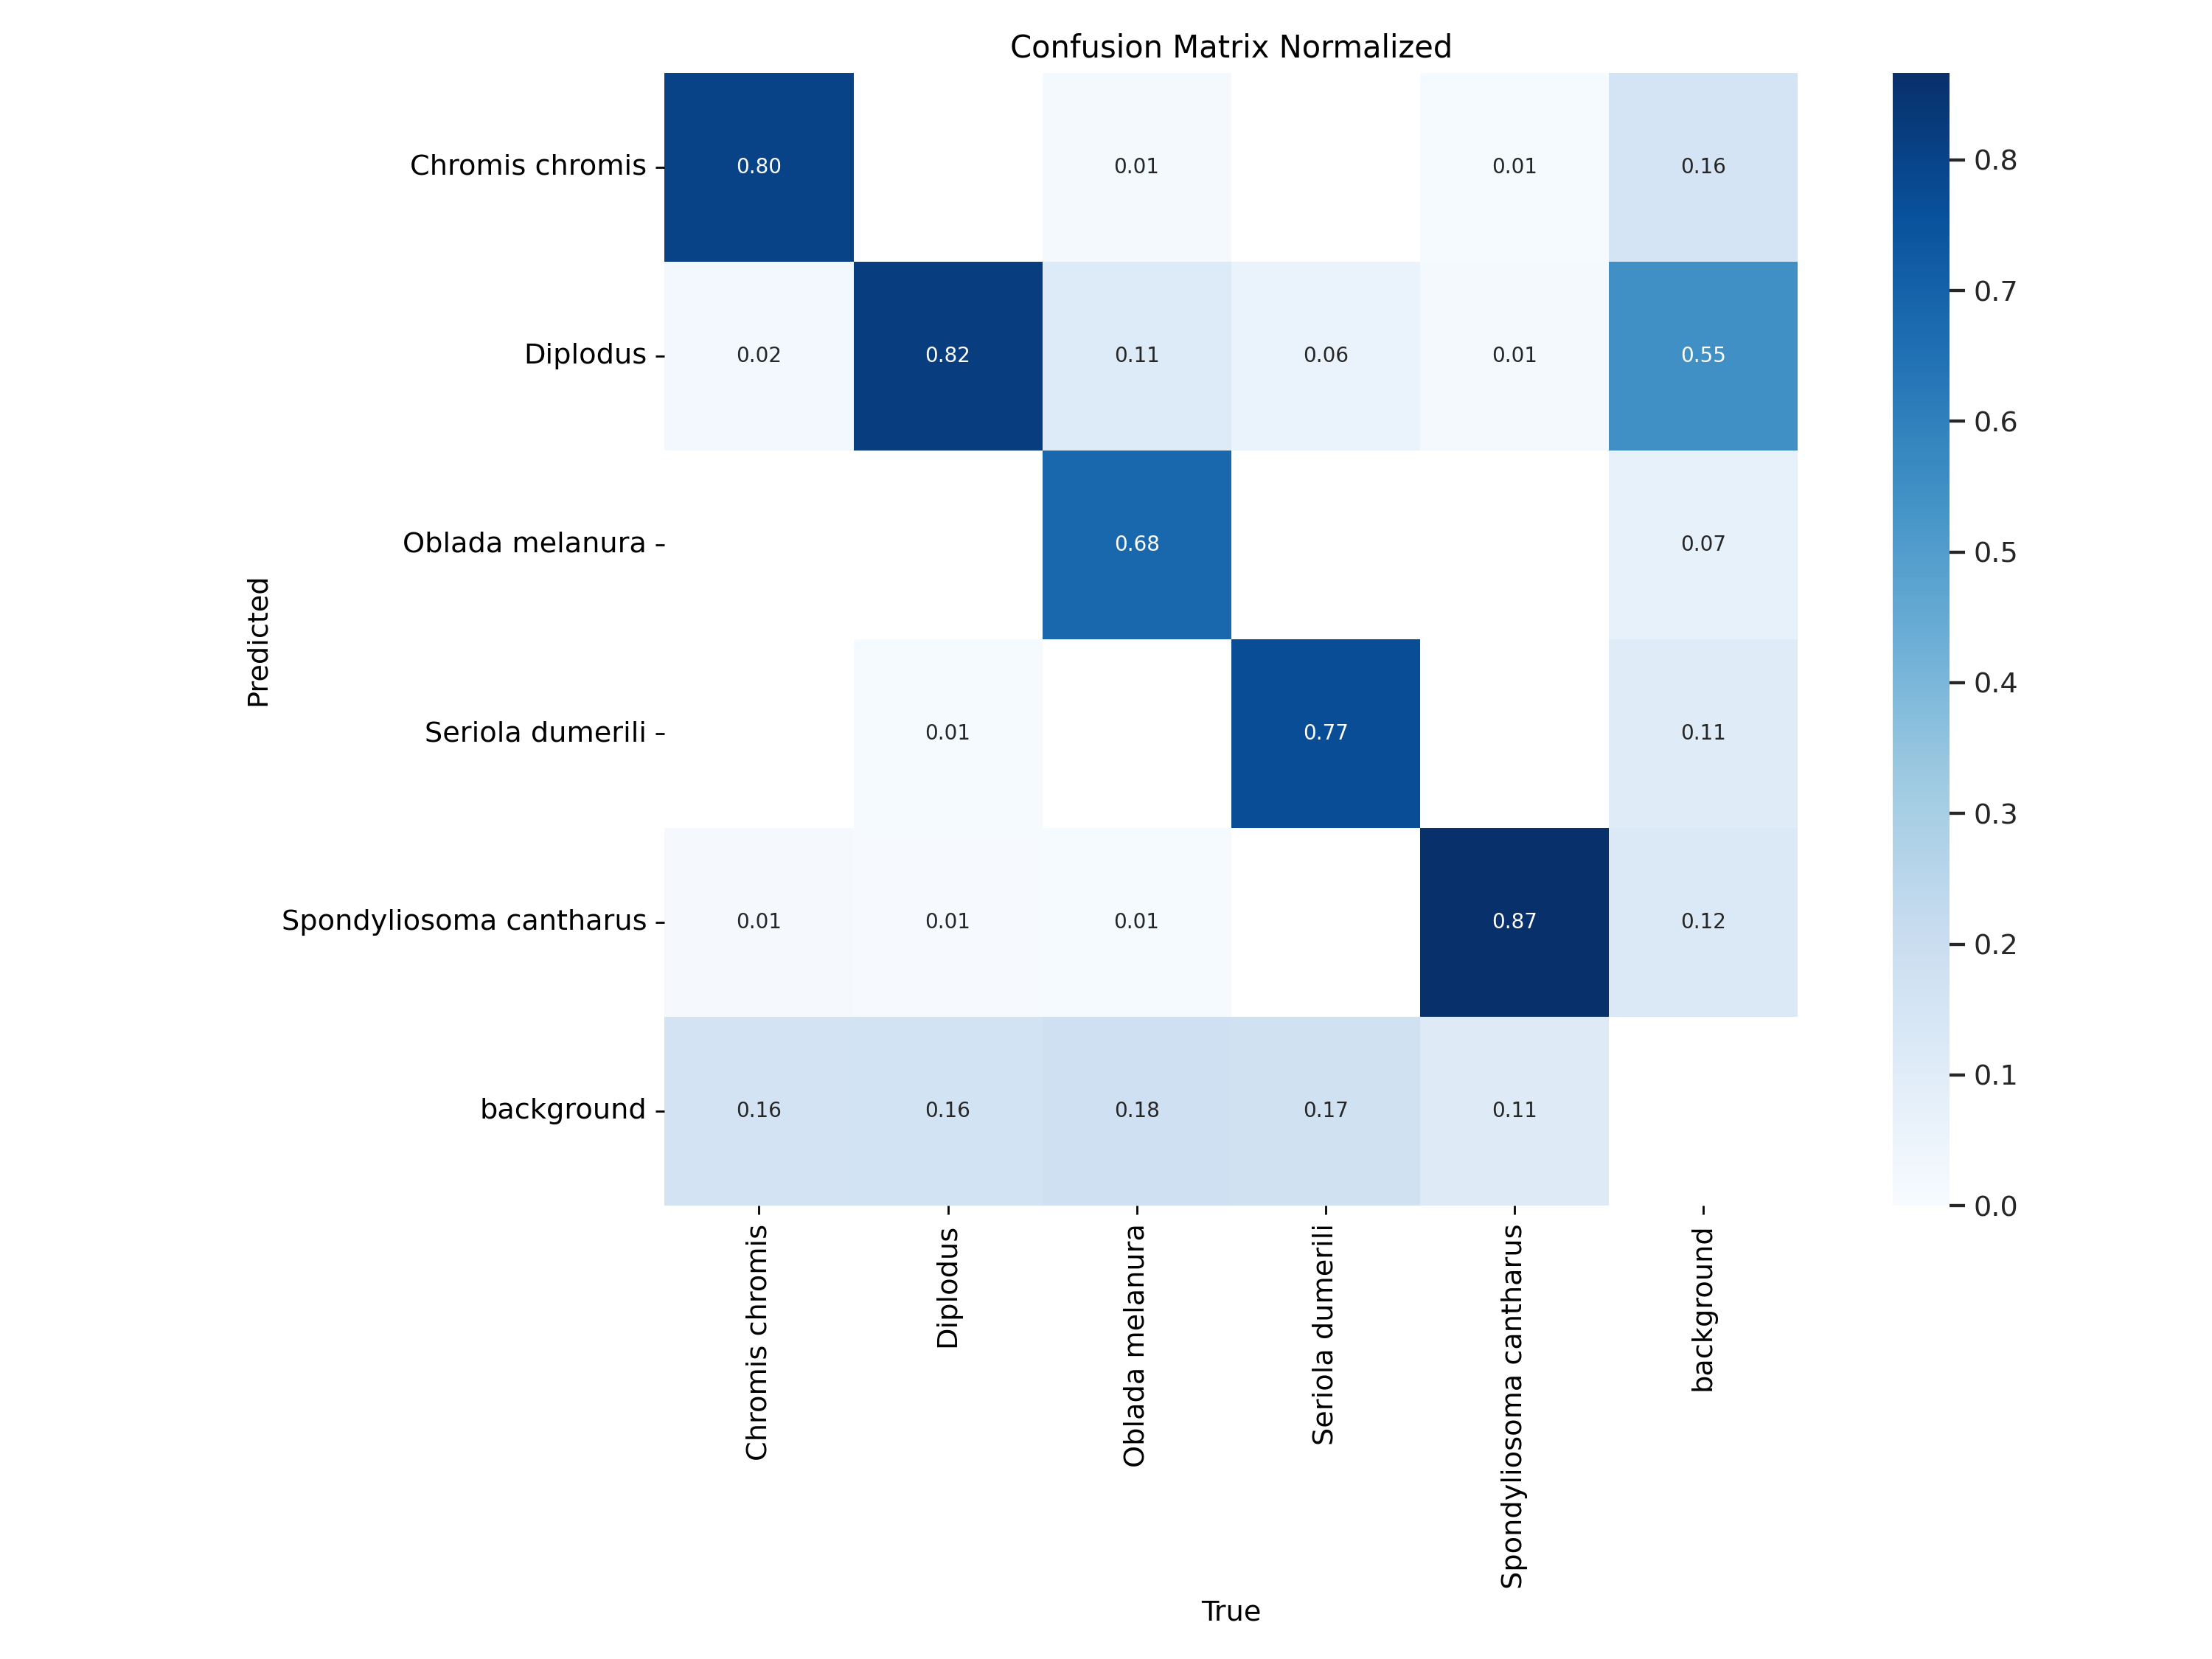 Confusion Matrix Normalized
Chromis chromis 0.80 0.01 0.01 0.16
Diplodus 0.02 0.82 0.11 0.06 0.01 0.55
Oblada melanura 0.68 0.07
Seriola dumerili 0.01 0.77 0.11
Spondyliosoma cantharus 0.01 0.01 0.01 0.87 0.12
background 0.16 0.16 0.18 0.17 0.11
Predicted
Chromis chromis
Diplodus
Oblada melanura
Seriola dumerili
Spondyliosoma cantharus
background
True
0.8
0.7
0.6
0.5
0.4
0.3
0.2
0.1
0.0